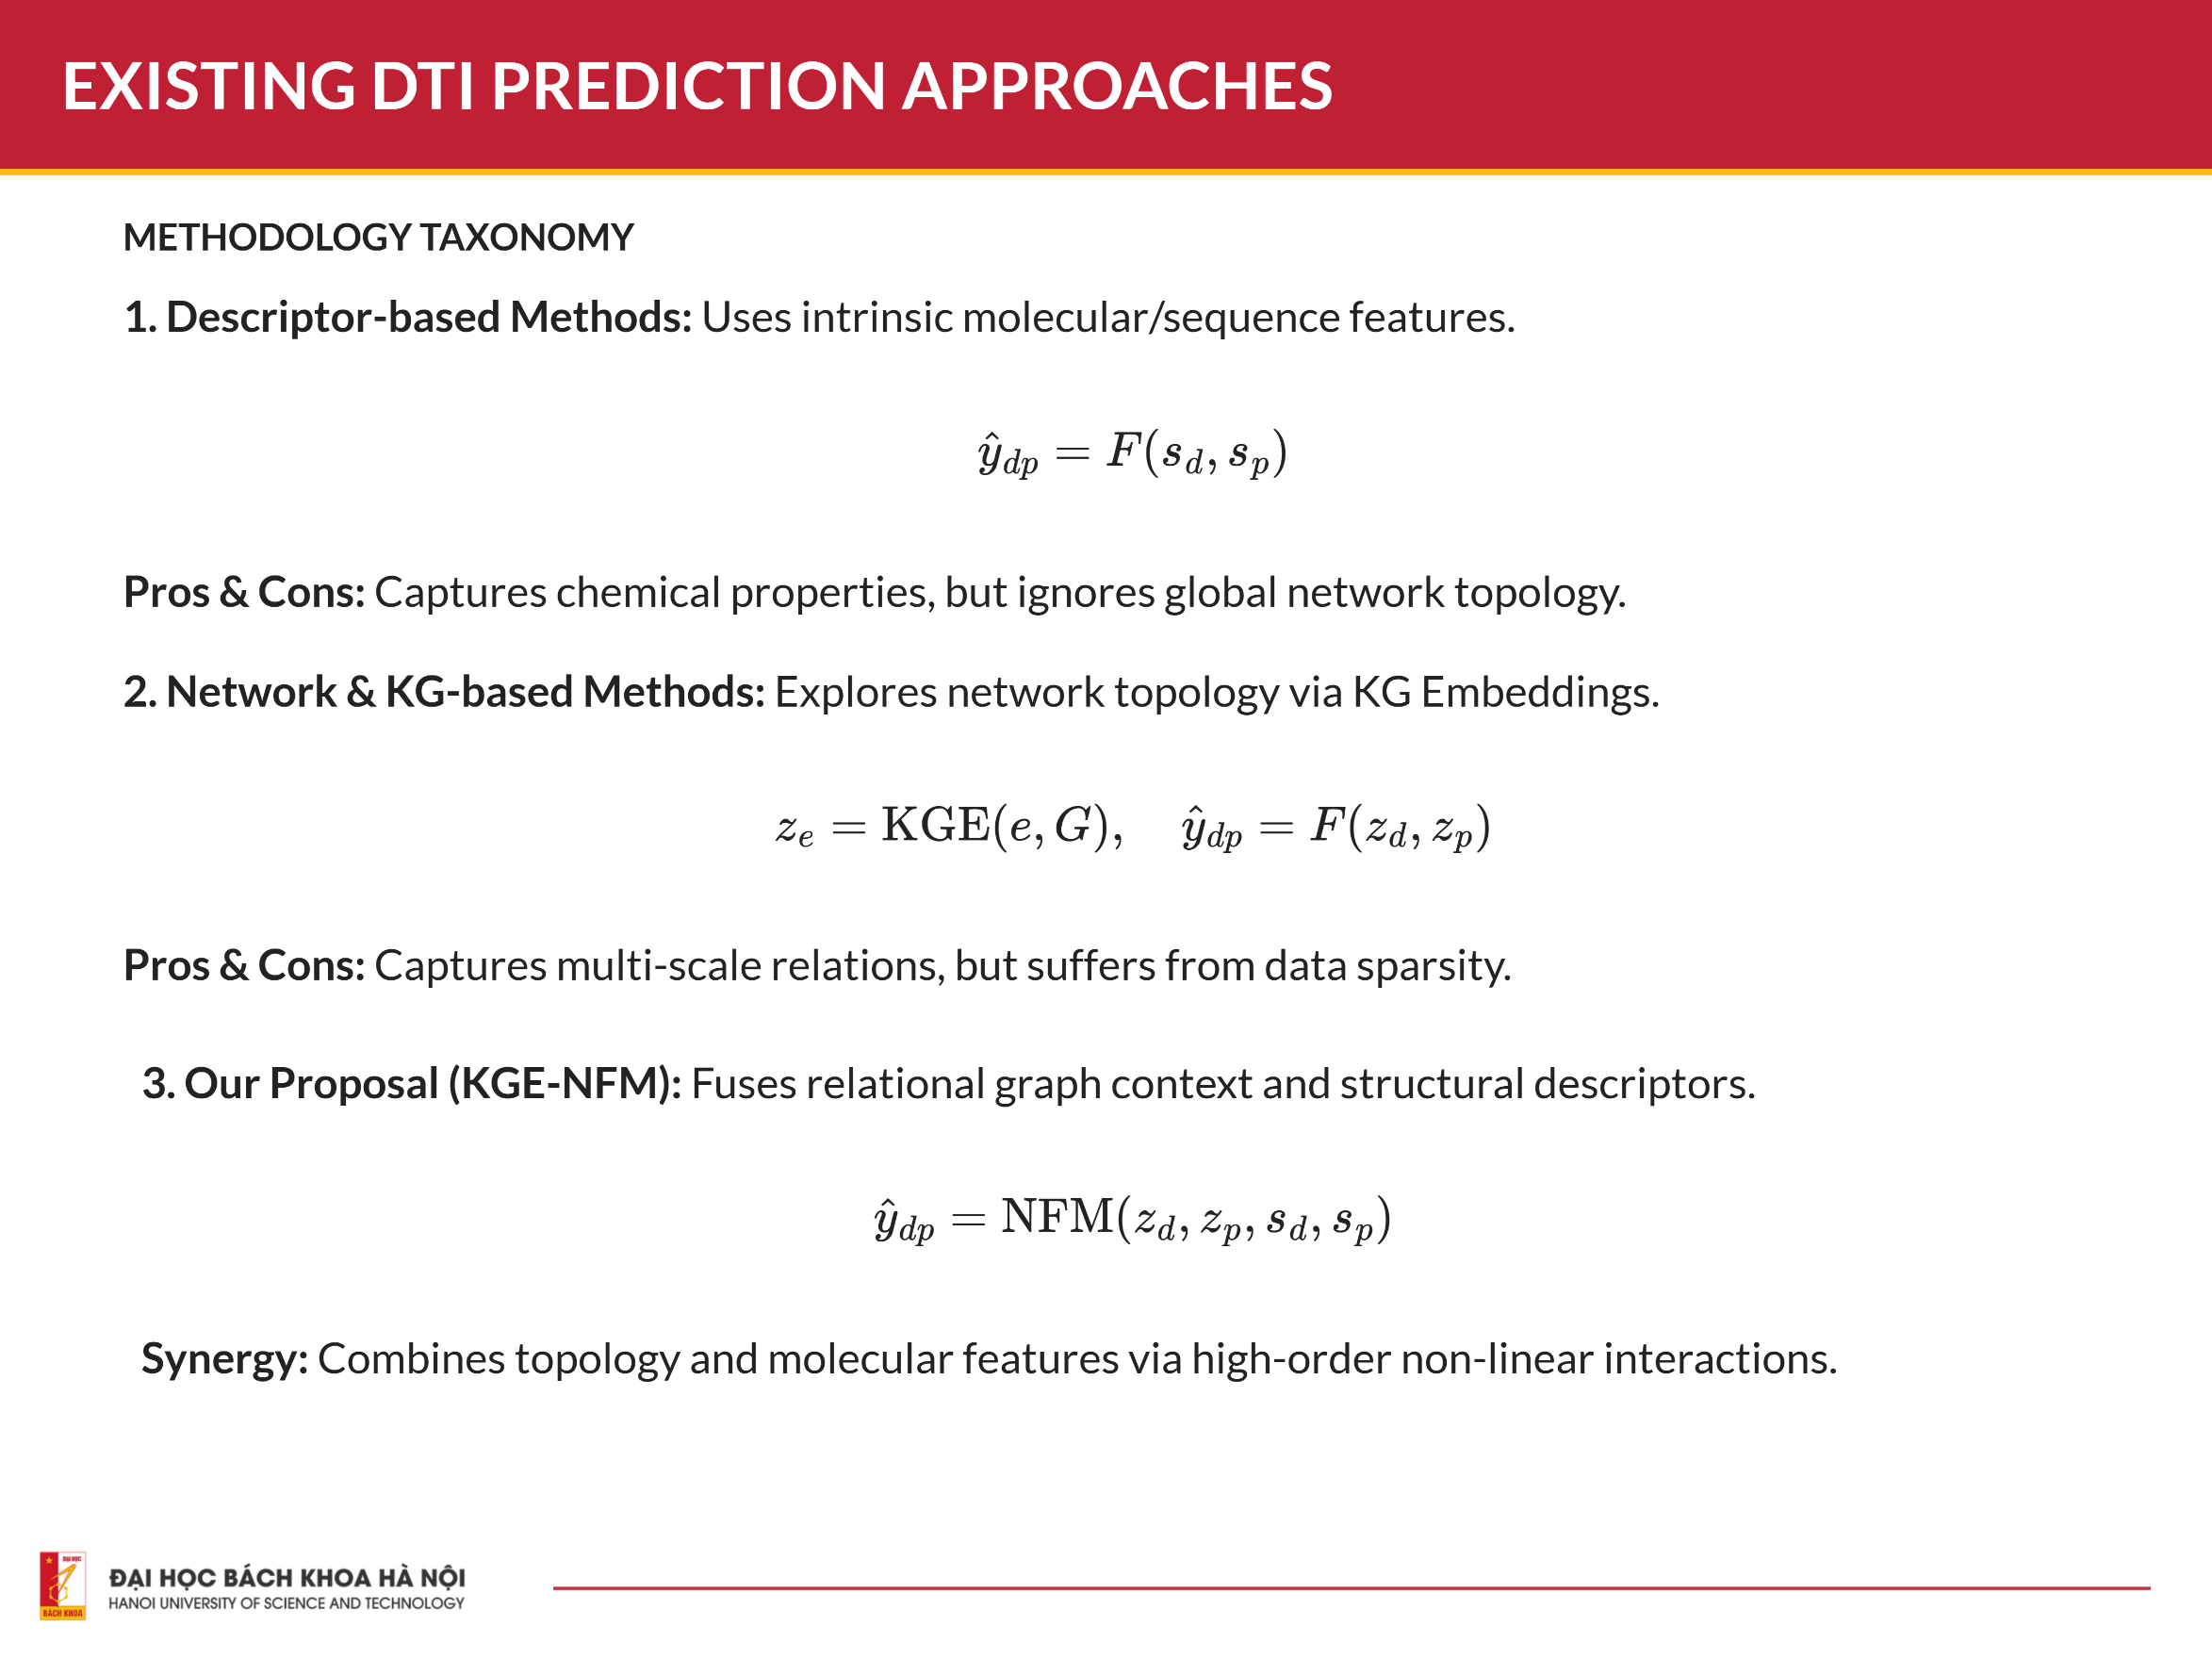 EXISTING DTI PREDICTION APPROACHES
METHODOLOGY TAXONOMY
1. Descriptor-based Methods: Uses intrinsic molecular/sequence features.
ŷ_dp = F(s_d, s_p)
Pros & Cons: Captures chemical properties, but ignores global network topology.
2. Network & KG-based Methods: Explores network topology via KG Embeddings.
z_e = KGE(e, G), ŷ_dp = F(z_d, z_p)
Pros & Cons: Captures multi-scale relations, but suffers from data sparsity.
3. Our Proposal (KGE-NFM): Fuses relational graph context and structural descriptors.
ŷ_dp = NFM(z_d, z_p, s_d, s_p)
Synergy: Combines topology and molecular features via high-order non-linear interactions.
ĐẠI HỌC
BÁCH KHOA
ĐẠI HỌC BÁCH KHOA HÀ NỘI
HANOI UNIVERSITY OF SCIENCE AND TECHNOLOGY